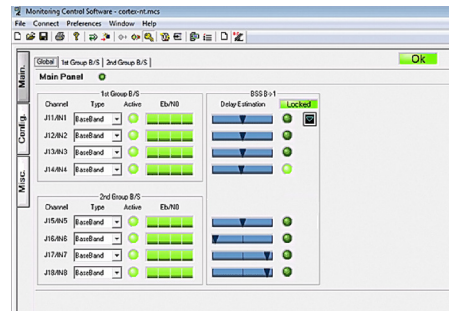 Monitoring Control Software - cortex-nt.mcs
File Connect Preferences Window Help
Global 1st Group B/S 2nd Group B/S
Ok
Main Panel
Main.
Config.
Misc.
1st Group B/S
Channel Type Active Eb/N0
J11/IN1 BaseBand
J12/IN2 BaseBand
J13/IN3 BaseBand
J14/IN4 BaseBand
2nd Group B/S
Channel Type Active Eb/N0
J15/IN5 BaseBand
J16/IN6 BaseBand
J17/IN7 BaseBand
J18/IN8 BaseBand
Delay Estimation Locked